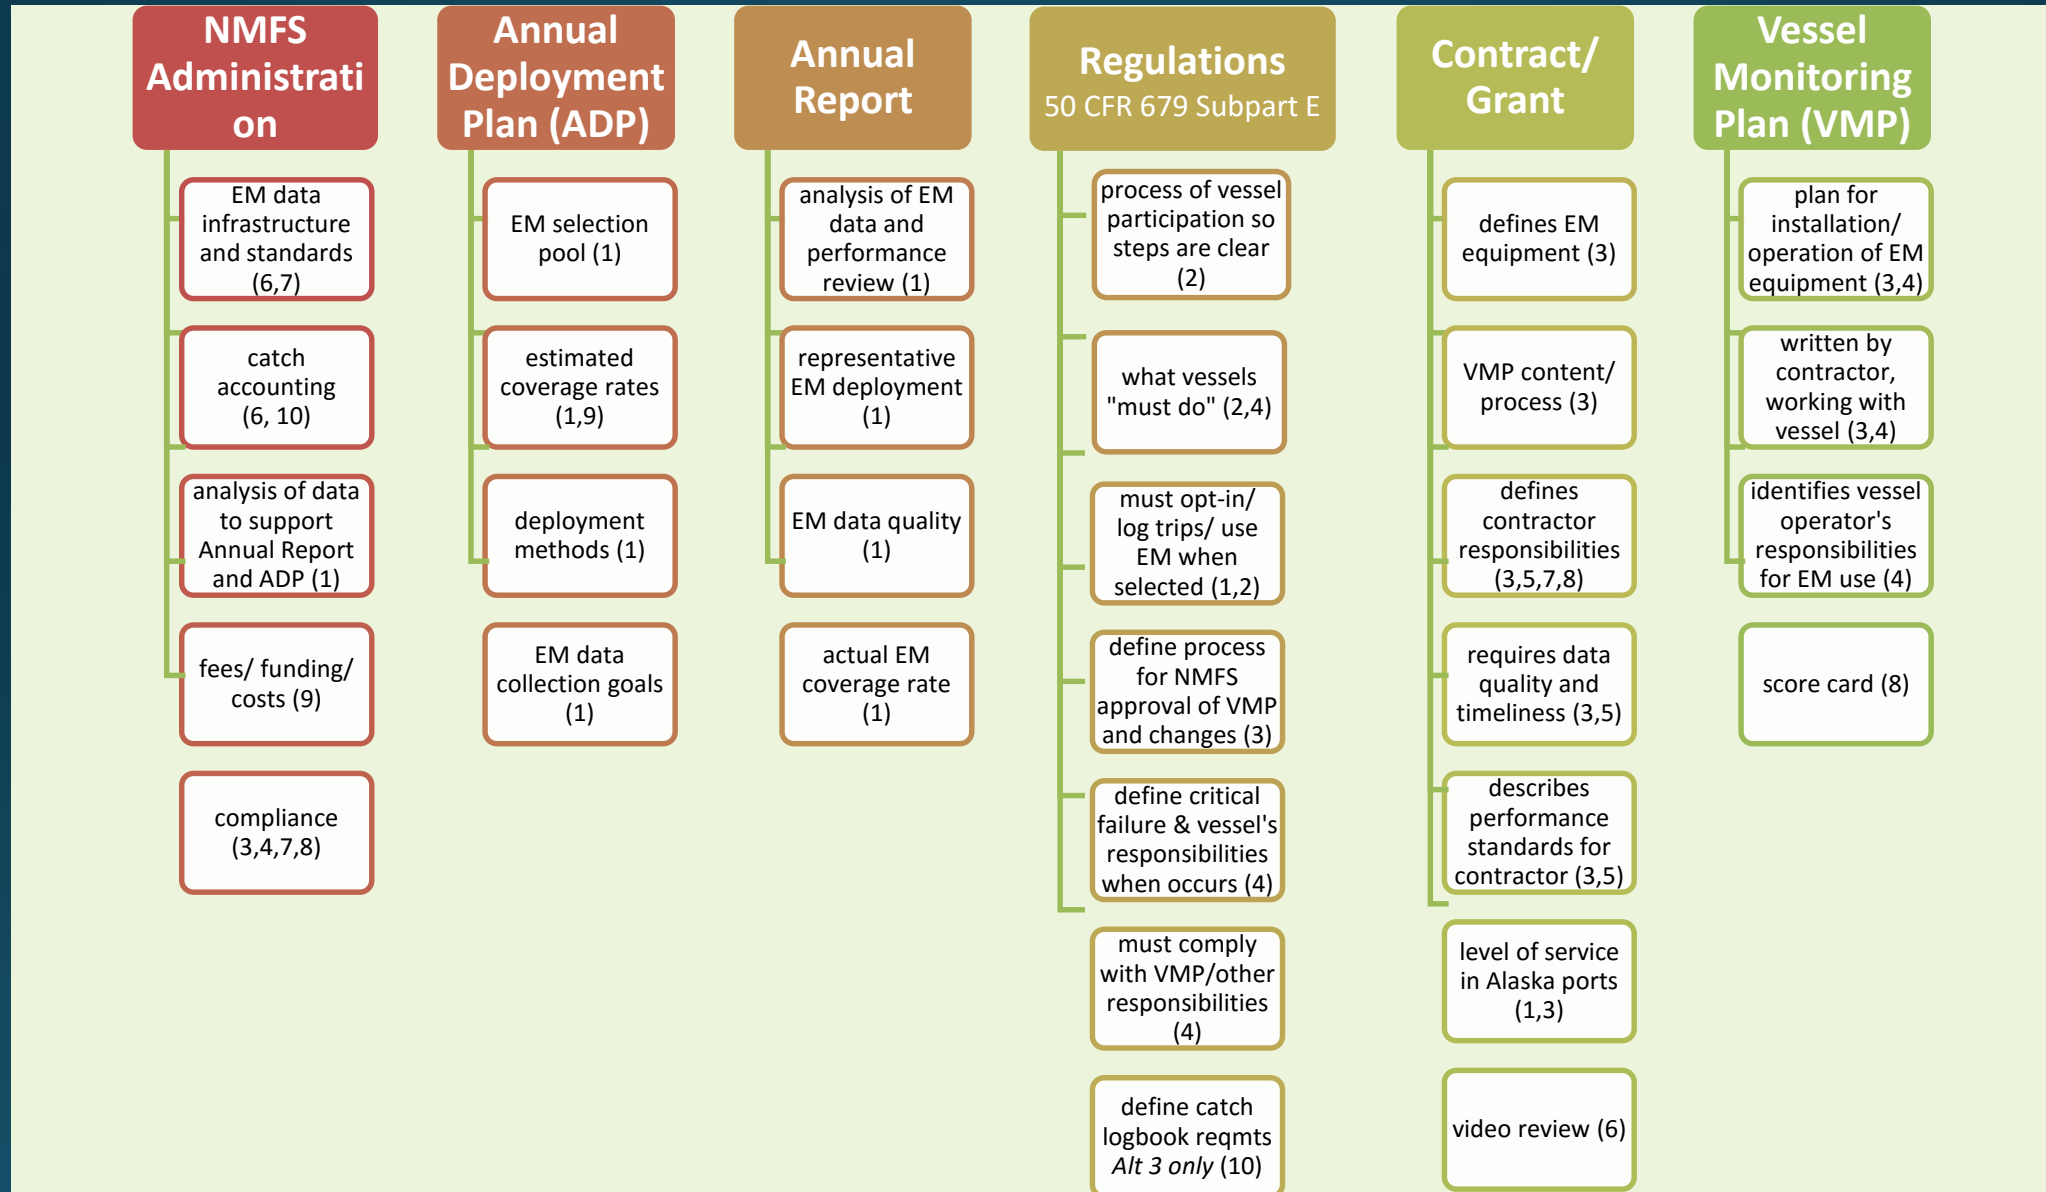 NMFS
Administrati
on
EM data
infrastructure
and standards
(6,7)
catch
accounting
(6, 10)
analysis of data
to support
Annual Report
and ADP (1)
fees/ funding/
costs (9)
compliance
(3,4,7,8)
Annual
Deployment
Plan (ADP)
EM selection
pool (1)
estimated
coverage rates
(1,9)
deployment
methods (1)
EM data
collection goals
(1)
Annual
Report
analysis of EM
data and
performance
review (1)
representative
EM deployment
(1)
EM data quality
(1)
actual EM
coverage rate
(1)
Regulations
50 CFR 679 Subpart E
process of vessel
participation so
steps are clear
(2)
what vessels
"must do" (2,4)
must opt-in/
log trips/ use
EM when
selected (1,2)
define process
for NMFS
approval of VMP
and changes (3)
define critical
failure & vessel's
responsibilities
when occurs (4)
must comply
with VMP/other
responsibilities
(4)
define catch
logbook reqmts
Alt 3 only (10)
Contract/
Grant
defines EM
equipment (3)
VMP content/
process (3)
defines
contractor
responsibilities
(3,5,7,8)
requires data
quality and
timeliness (3,5)
describes
performance
standards for
contractor (3,5)
level of service
in Alaska ports
(1,3)
video review (6)
Vessel
Monitoring
Plan (VMP)
plan for
installation/
operation of EM
equipment (3,4)
written by
contractor,
working with
vessel (3,4)
identifies vessel
operator's
responsibilities
for EM use (4)
score card (8)